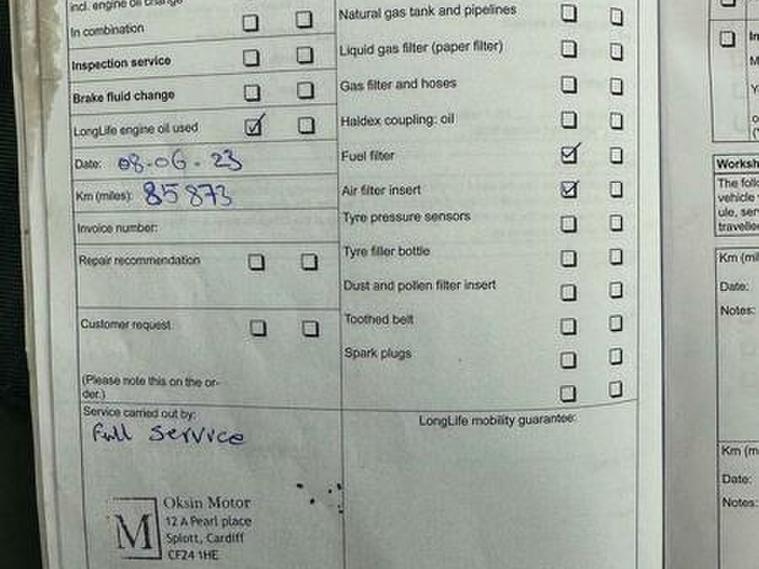 incl. engine oil change
In combination
Inspection service
Brake fluid change
LongLife engine oil used
Date: 08-06-23
Km (miles): 85873
Invoice number:
Repair recommendation
Customer request
(Please note this on the or-
der.)
Service carried out by:
Full Service
M
Oksin Motor
12 A Pearl place
Splott, Cardiff
CF24 1HE
Natural gas tank and pipelines
Liquid gas filter (paper filter)
Gas filter and hoses
Haldex coupling: oil
Fuel filter
Air filter insert
Tyre pressure sensors
Tyre filler bottle
Dust and pollen filter insert
Toothed belt
Spark plugs
LongLife mobility guarantee:
In
Worksh
The follo
vehicle
ule, ser
travelle
Km (mi
Date:
Notes:
Km (m
Date:
Notes: